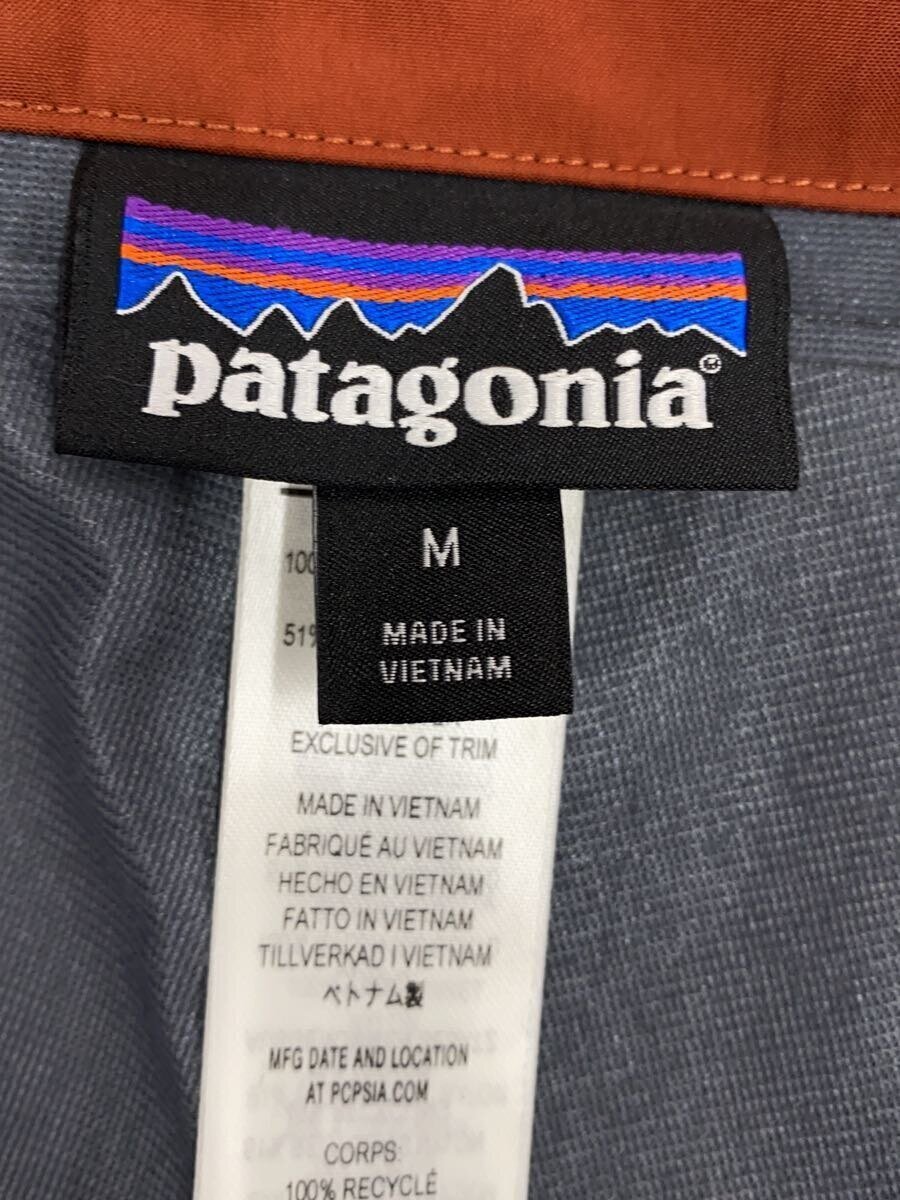 patagonia®
M
MADE IN
VIETNAM
100
51%
EXCLUSIVE OF TRIM
MADE IN VIETNAM
FABRIQUÉ AU VIETNAM
HECHO EN VIETNAM
FATTO IN VIETNAM
TILLVERKAD I VIETNAM
ベトナム製
MFG DATE AND LOCATION
AT PCPSIA.COM
CORPS:
100% RECYCLÉ